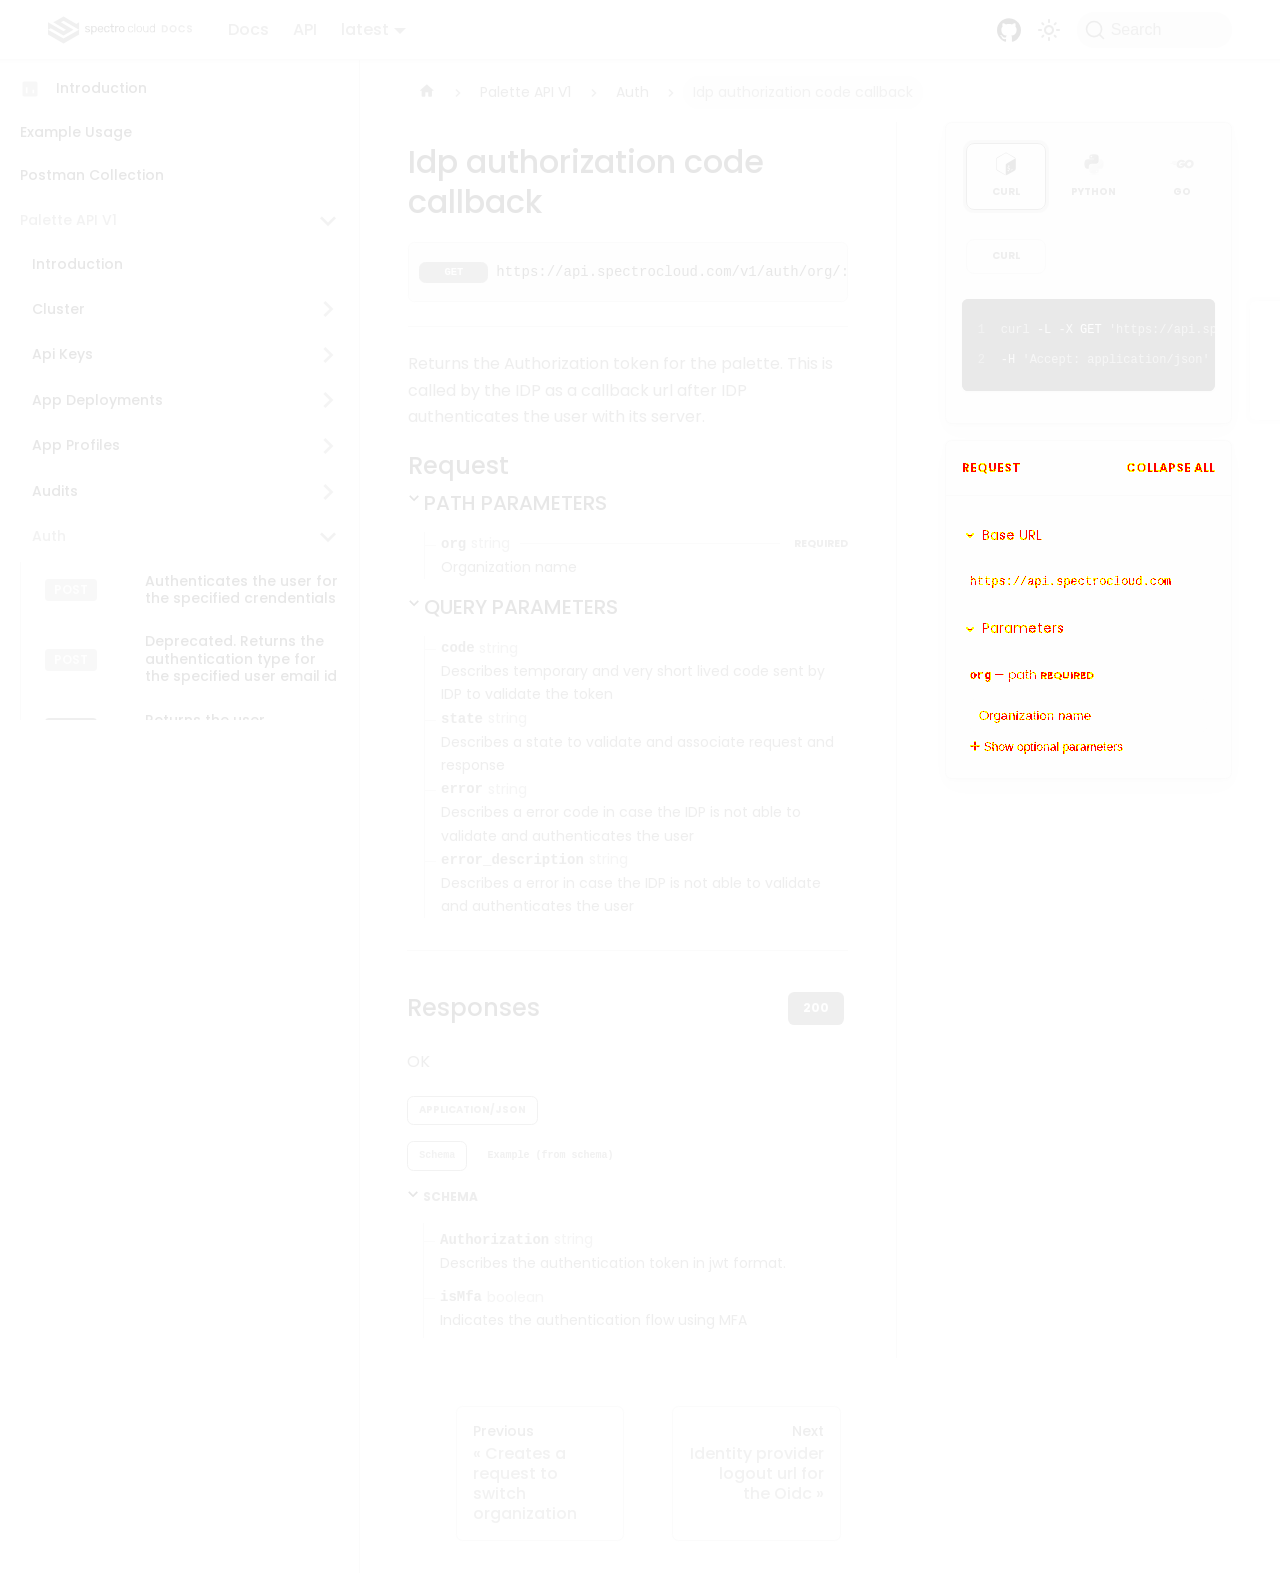 spectro cloud DOCS
Docs API latest
Search
Introduction
Example Usage
Postman Collection
Palette API V1
Introduction
Cluster
Api Keys
App Deployments
App Profiles
Audits
Auth
POST Authenticates the user for
the specified crendentials
POST Deprecated. Returns the
authentication type for
the specified user email id
Returns the user
Palette API V1 > Auth > Idp authorization code callback
Idp authorization code
callback
GET https://api.spectrocloud.com/v1/auth/org/:
Returns the Authorization token for the palette. This is
called by the IDP as a callback url after IDP
authenticates the user with its server.
Request
PATH PARAMETERS
org string REQUIRED
Organization name
QUERY PARAMETERS
code string
Describes temporary and very short lived code sent by
IDP to validate the token
state string
Describes a state to validate and associate request and
response
error string
Describes a error code in case the IDP is not able to
validate and authenticates the user
error_description string
Describes a error in case the IDP is not able to validate
and authenticates the user
Responses 200
OK
APPLICATION/JSON
Schema Example (from schema)
SCHEMA
Authorization string
Describes the authentication token in jwt format.
isMfa boolean
Indicates the authentication flow using MFA
Previous
« Creates a
request to
switch
organization
Next
Identity provider
logout url for
the Oidc »
CURL PYTHON GO
CURL
1 curl -L -X GET 'https://api.sp
2 -H 'Accept: application/json'
REQUEST COLLAPSE ALL
Base URL
https://api.spectrocloud.com
Parameters
org — path REQUIRED
Organization name
Show optional parameters